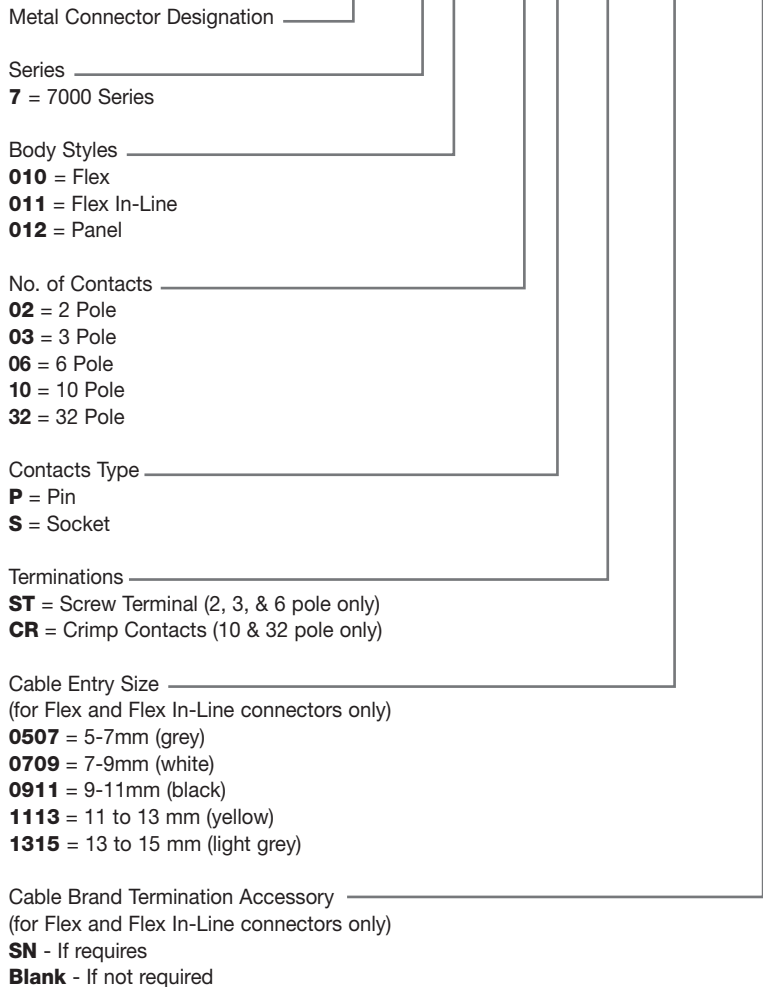 Metal Connector Designation
Series
7 = 7000 Series
Body Styles
010 = Flex
011 = Flex In-Line
012 = Panel
No. of Contacts
02 = 2 Pole
03 = 3 Pole
06 = 6 Pole
10 = 10 Pole
32 = 32 Pole
Contacts Type
P = Pin
S = Socket
Terminations
ST = Screw Terminal (2, 3, & 6 pole only)
CR = Crimp Contacts (10 & 32 pole only)
Cable Entry Size
(for Flex and Flex In-Line connectors only)
0507 = 5-7mm (grey)
0709 = 7-9mm (white)
0911 = 9-11mm (black)
1113 = 11 to 13 mm (yellow)
1315 = 13 to 15 mm (light grey)
Cable Brand Termination Accessory
(for Flex and Flex In-Line connectors only)
SN - If requires
Blank - If not required